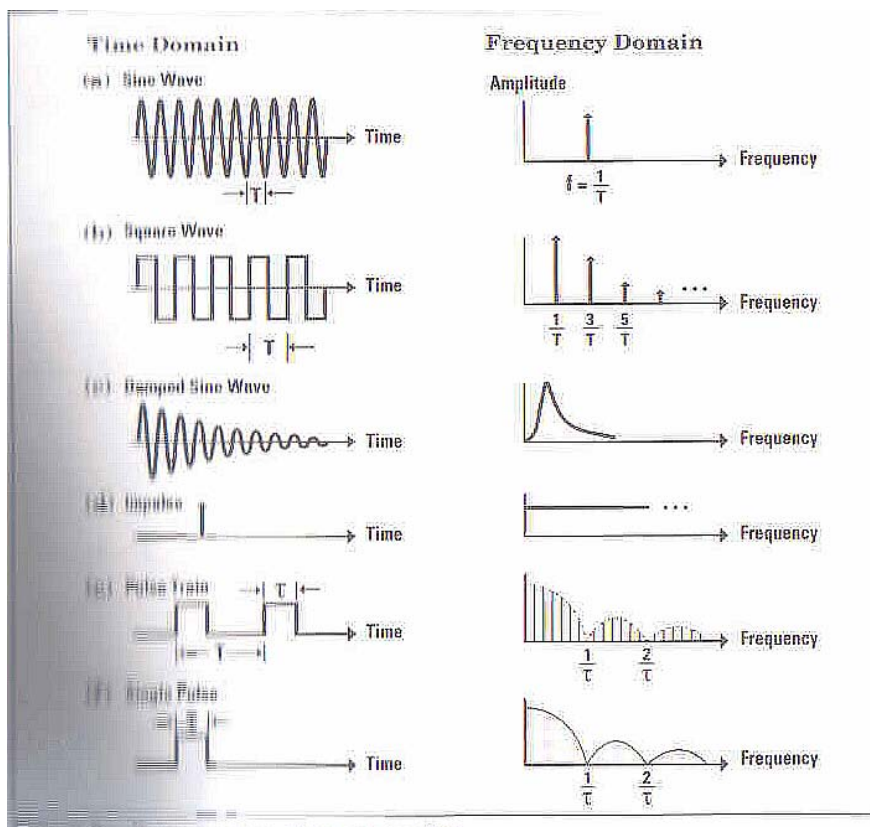 Time Domain
Frequency Domain
(a) Sine Wave
Amplitude
Time
Frequency
T
f = 1/T
(b) Square Wave
Time
Frequency
T
1/T 3/T 5/T
(c) Damped Sine Wave
Time
Frequency
(d) Impulse
Time
Frequency
(e) Pulse Train
τ
Time
Frequency
1/τ 2/τ
(f) Single Pulse
Time
Frequency
1/τ 2/τ